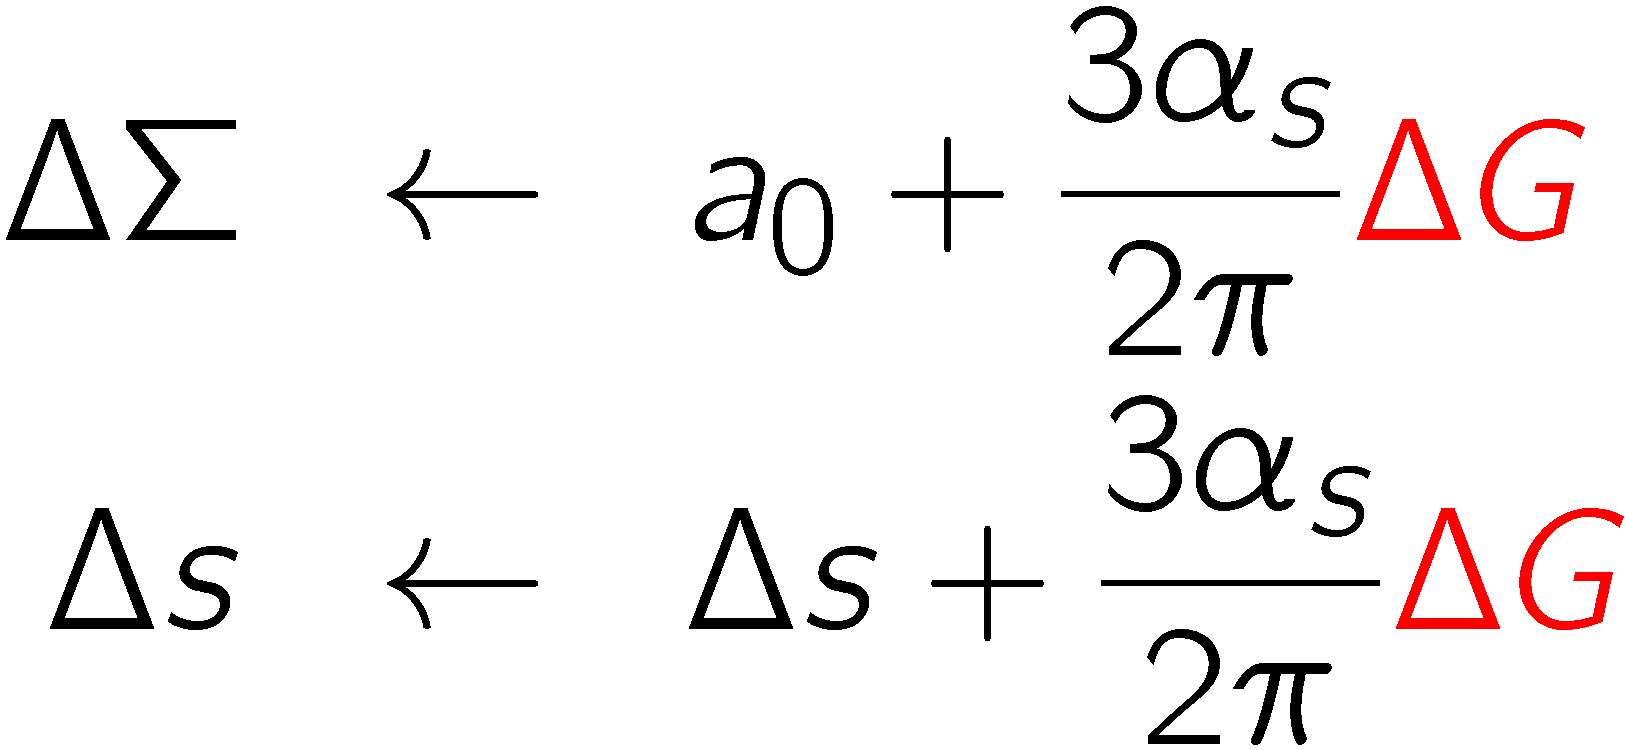 ΔΣ ← a₀ + 3αₛ/2π ΔG
Δs ← Δs + 3αₛ/2π ΔG